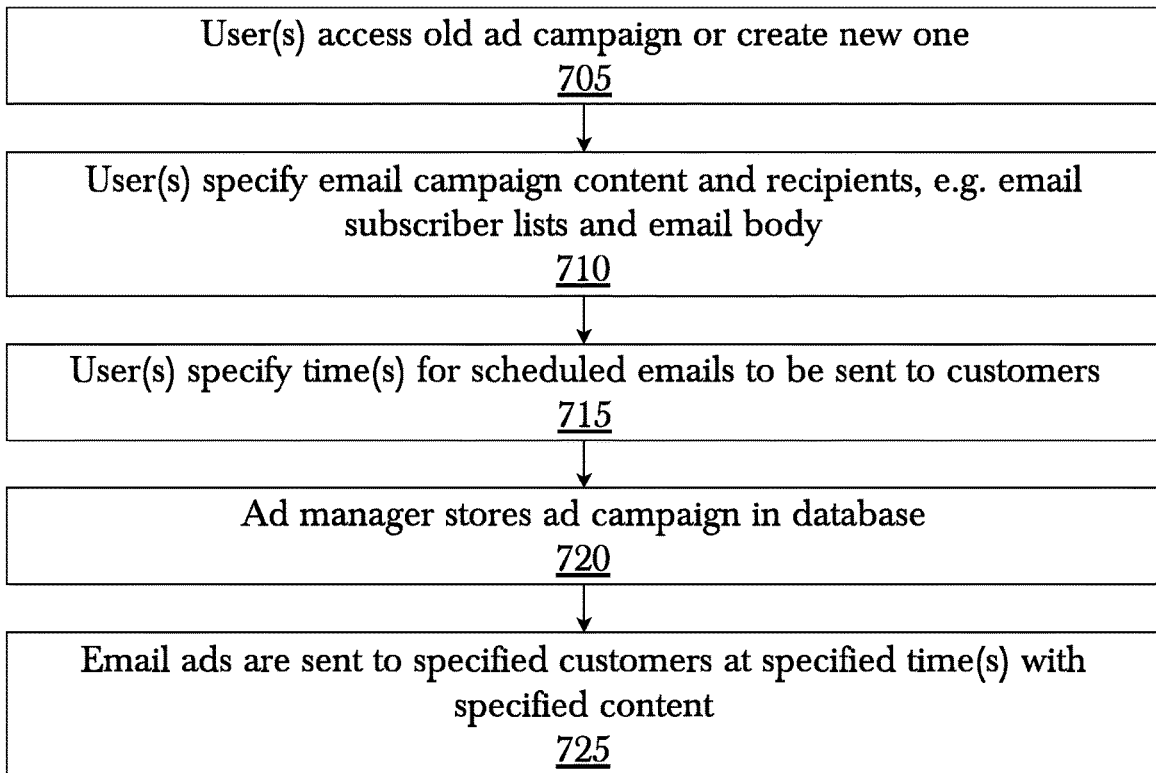 User(s) access old ad campaign or create new one
705
User(s) specify email campaign content and recipients, e.g. email
subscriber lists and email body
710
User(s) specify time(s) for scheduled emails to be sent to customers
715
Ad manager stores ad campaign in database
720
Email ads are sent to specified customers at specified time(s) with
specified content
725